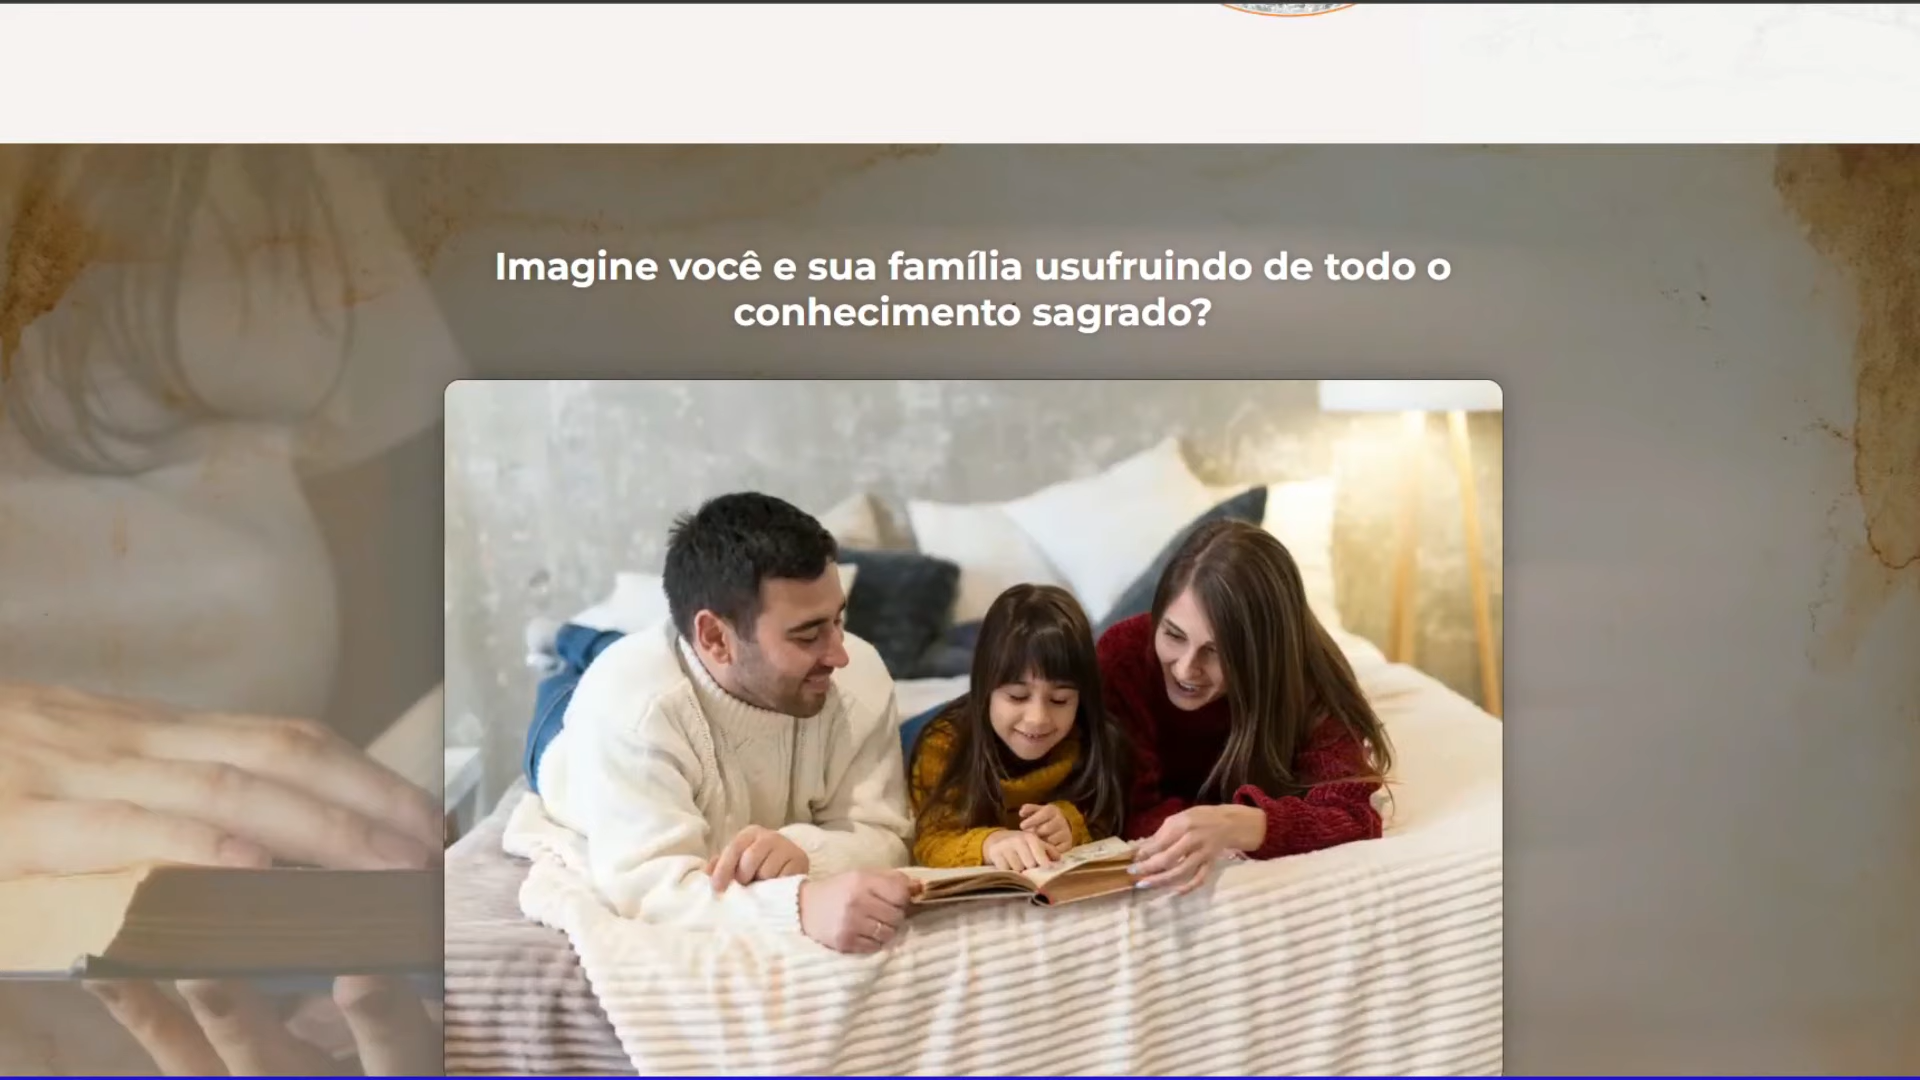 Imagine você e sua família usufruindo de todo o
conhecimento sagrado?